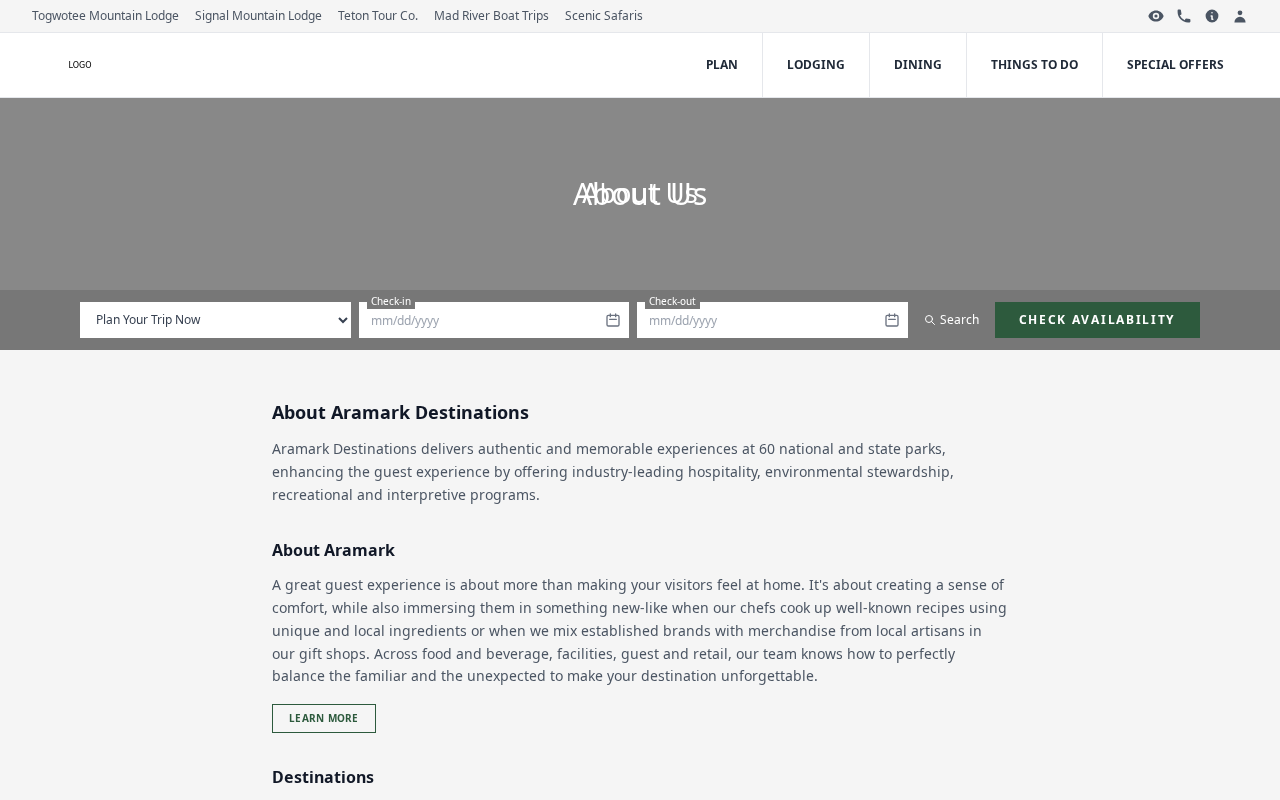 Togwotee Mountain Lodge Signal Mountain Lodge Teton Tour Co. Mad River Boat Trips Scenic Safaris
LOGO PLAN LODGING DINING THINGS TO DO SPECIAL OFFERS
About Us
About Us
Plan Your Trip Now
Check-in
mm/dd/yyyy
Check-out
mm/dd/yyyy
Search
CHECK AVAILABILITY
About Aramark Destinations
Aramark Destinations delivers authentic and memorable experiences at 60 national and state parks,
enhancing the guest experience by offering industry-leading hospitality, environmental stewardship,
recreational and interpretive programs.
About Aramark
A great guest experience is about more than making your visitors feel at home. It's about creating a sense of
comfort, while also immersing them in something new-like when our chefs cook up well-known recipes using
unique and local ingredients or when we mix established brands with merchandise from local artisans in
our gift shops. Across food and beverage, facilities, guest and retail, our team knows how to perfectly
balance the familiar and the unexpected to make your destination unforgettable.
LEARN MORE
Destinations